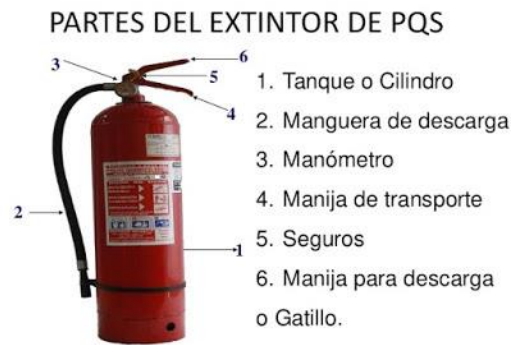 PARTES DEL EXTINTOR DE PQS
6
3
5
4
2
1
1. Tanque o Cilindro
2. Manguera de descarga
3. Manómetro
4. Manija de transporte
5. Seguros
6. Manija para descarga
o Gatillo.